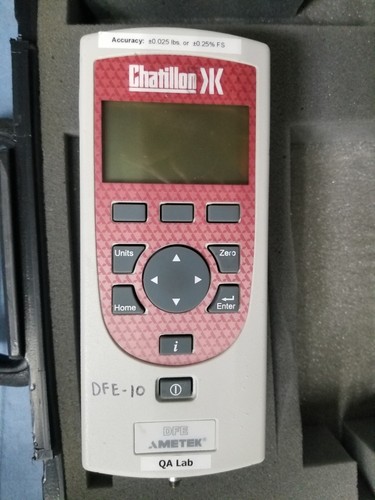 Accuracy: ±0.025 lbs. or ±0.25% FS
Chatillon
Units
Zero
Home
Enter
i
DFE-10
DFE
AMETEK®
QA Lab